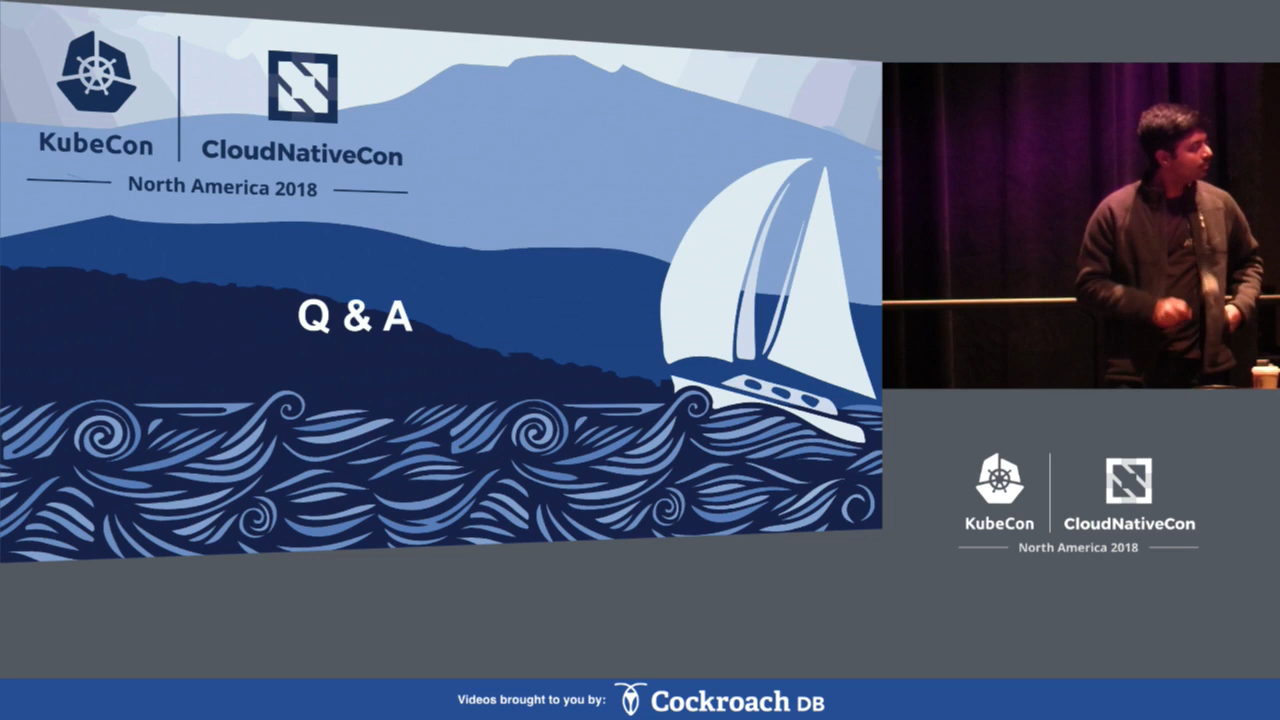 KubeCon
CloudNativeCon
North America 2018
Q & A
KubeCon
CloudNativeCon
North America 2018
Videos brought to you by:
Cockroach DB